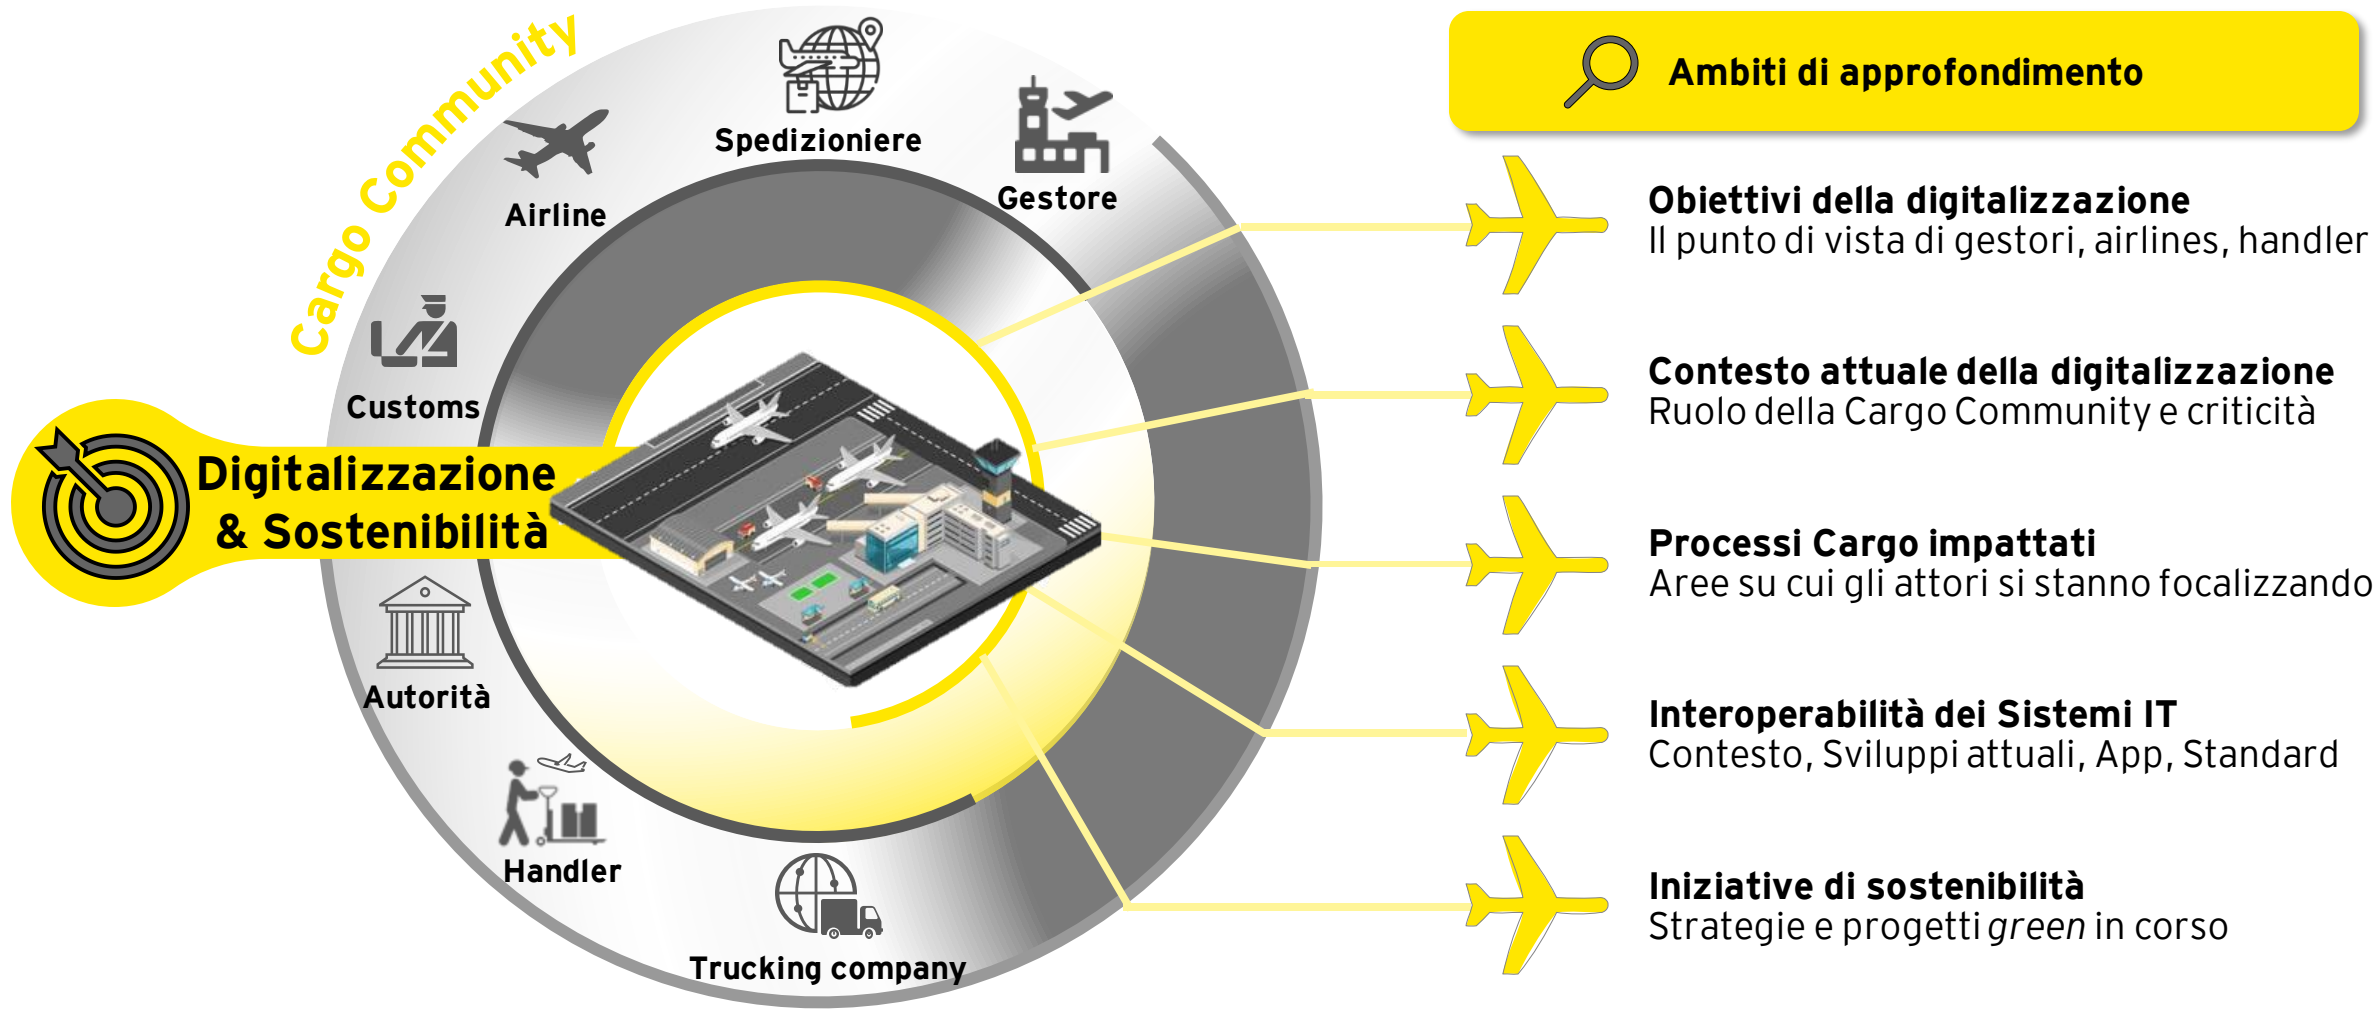 Cargo Community
Spedizioniere
Gestore
Airline
Customs
Digitalizzazione
& Sostenibilità
Autorità
Handler
Trucking company
Ambiti di approfondimento
Obiettivi della digitalizzazione
Il punto di vista di gestori, airlines, handler
Contesto attuale della digitalizzazione
Ruolo della Cargo Community e criticità
Processi Cargo impattati
Aree su cui gli attori si stanno focalizzando
Interoperabilità dei Sistemi IT
Contesto, Sviluppi attuali, App, Standard
Iniziative di sostenibilità
Strategie e progetti green in corso